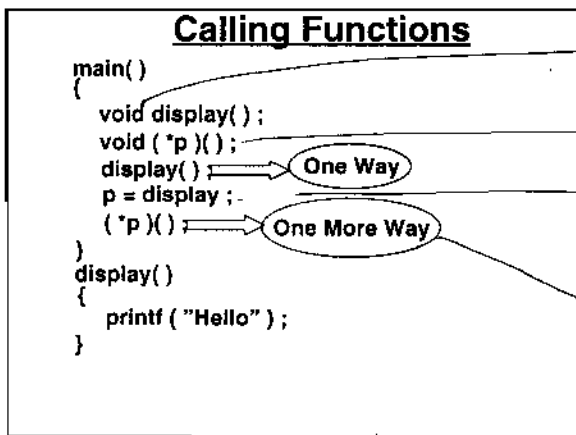 Calling Functions
main( )
{
void display( ) ;
void ( *p )( ) ;
display( ) ; One Way
p = display ;
( *p )( ) ; One More Way
}
display( )
{
printf ( "Hello" ) ;
}